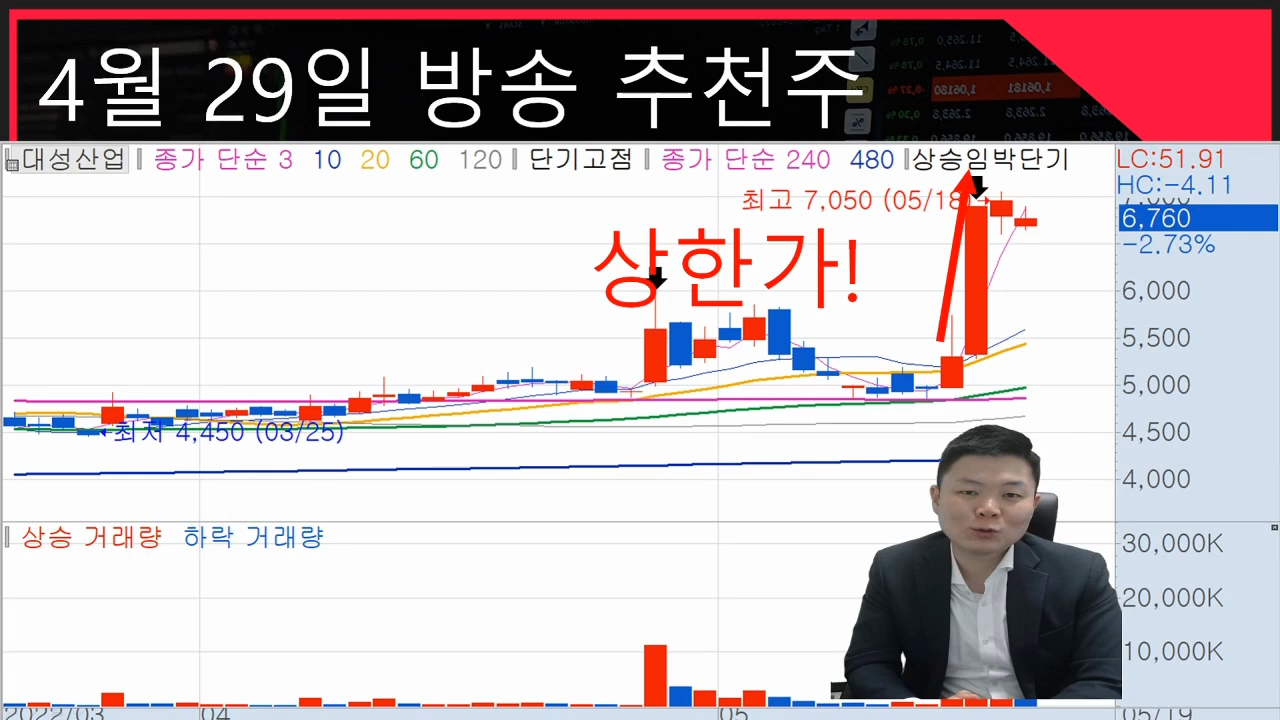 4월 29일 방송 추천주
대성산업 종가 단순 3 10 20 60 120 단기고점 종가 단순 240 480 상승임박단기
LC:51.91
HC:-4.11
최고 7,050 (05/18)
7,000
6,760
-2.73%
상한가!
6,000
5,500
5,000
4,500
4,000
최저 4,450 (03/25)
상승 거래량 하락 거래량
30,000K
20,000K
10,000K
2022/03 04 05 05/19